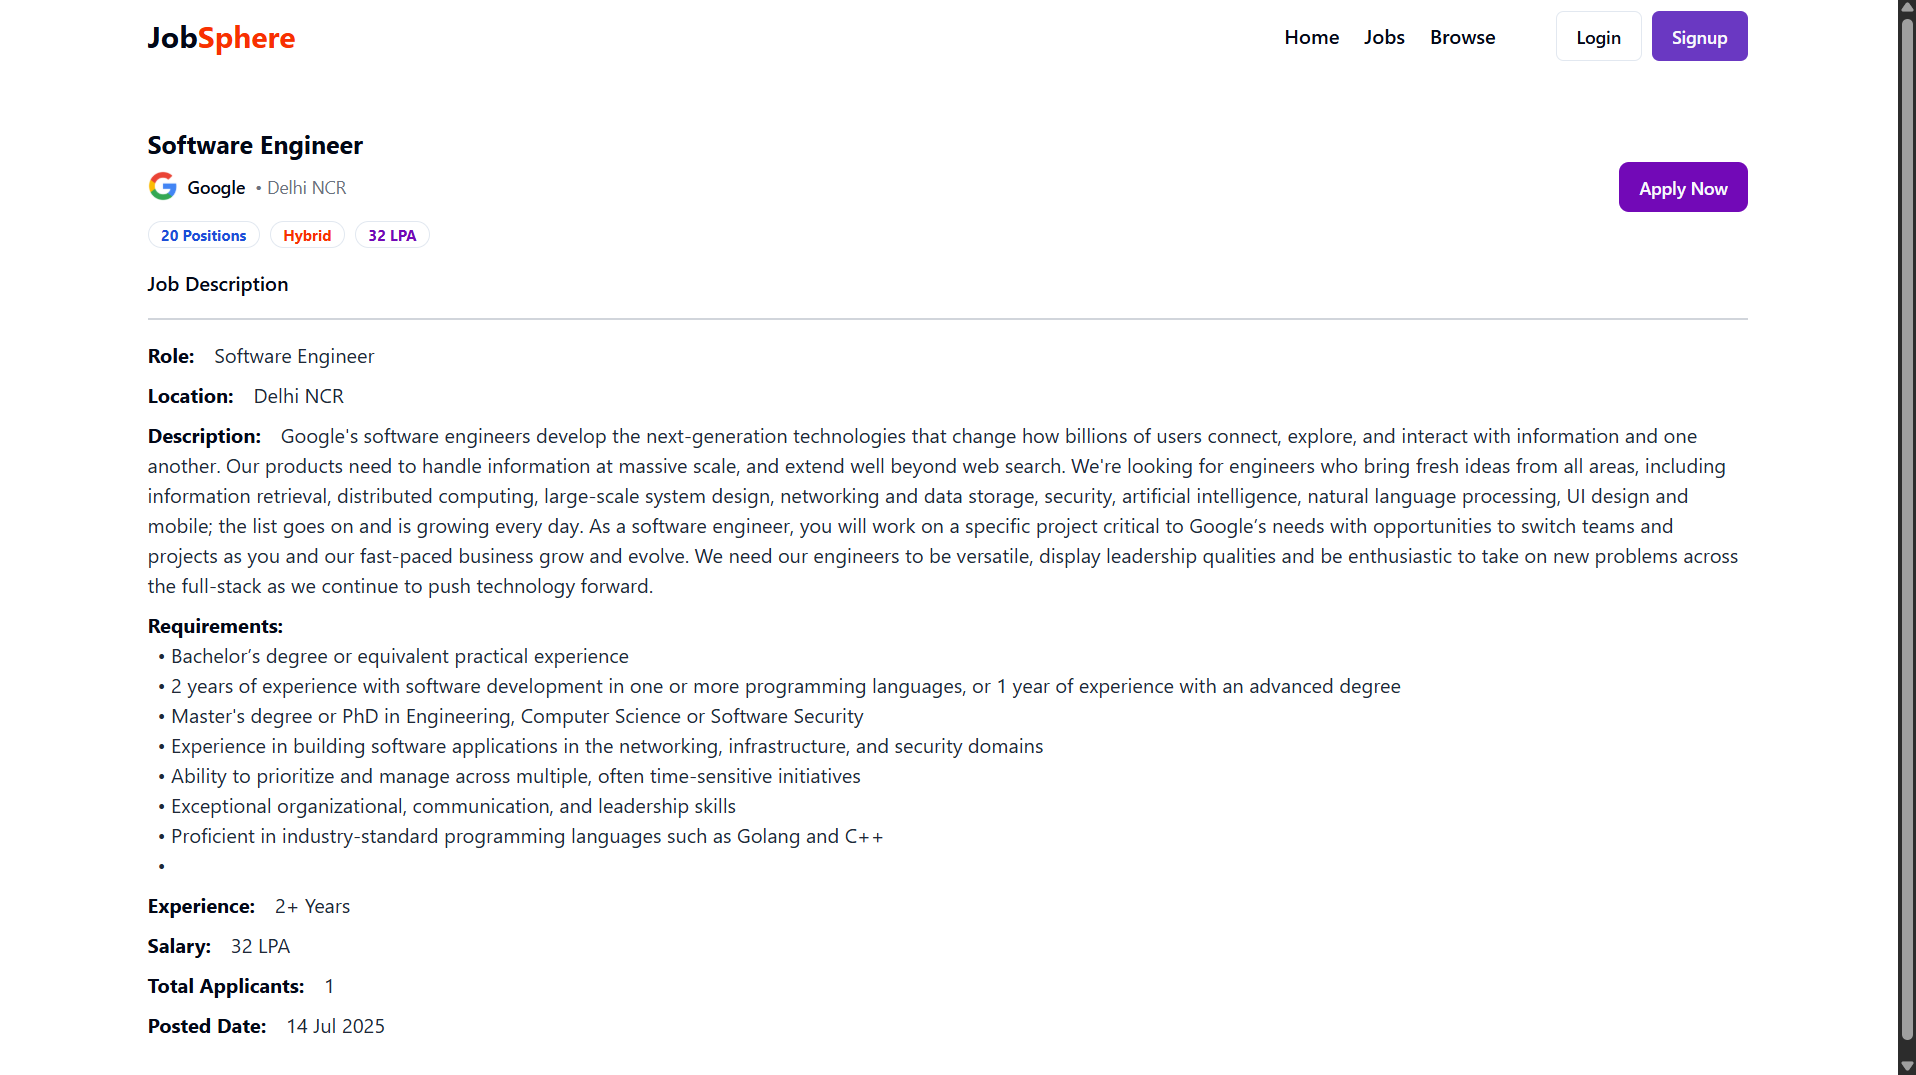 JobSphere
Home Jobs Browse Login Signup
Software Engineer
Google • Delhi NCR
Apply Now
20 Positions Hybrid 32 LPA
Job Description
Role: Software Engineer
Location: Delhi NCR
Description: Google's software engineers develop the next-generation technologies that change how billions of users connect, explore, and interact with information and one
another. Our products need to handle information at massive scale, and extend well beyond web search. We're looking for engineers who bring fresh ideas from all areas, including
information retrieval, distributed computing, large-scale system design, networking and data storage, security, artificial intelligence, natural language processing, UI design and
mobile; the list goes on and is growing every day. As a software engineer, you will work on a specific project critical to Google’s needs with opportunities to switch teams and
projects as you and our fast-paced business grow and evolve. We need our engineers to be versatile, display leadership qualities and be enthusiastic to take on new problems across
the full-stack as we continue to push technology forward.
Requirements:
• Bachelor’s degree or equivalent practical experience
• 2 years of experience with software development in one or more programming languages, or 1 year of experience with an advanced degree
• Master's degree or PhD in Engineering, Computer Science or Software Security
• Experience in building software applications in the networking, infrastructure, and security domains
• Ability to prioritize and manage across multiple, often time-sensitive initiatives
• Exceptional organizational, communication, and leadership skills
• Proficient in industry-standard programming languages such as Golang and C++
•
Experience: 2+ Years
Salary: 32 LPA
Total Applicants: 1
Posted Date: 14 Jul 2025